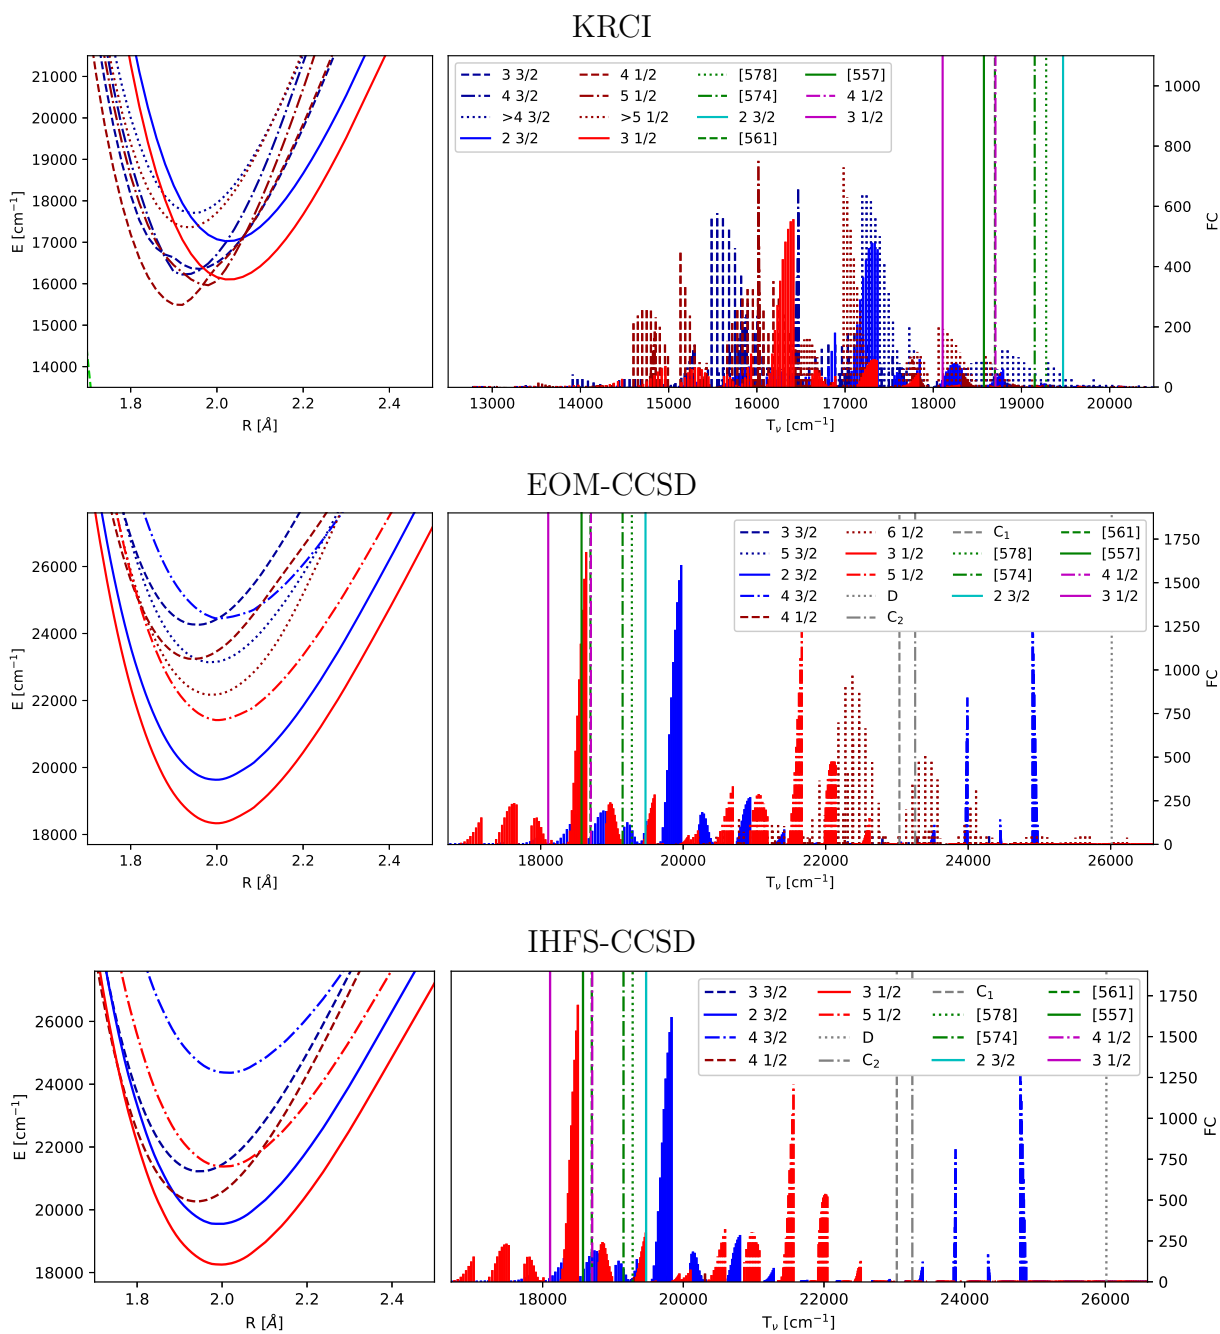 KRCI
E [cm⁻¹]
21000
20000
19000
18000
17000
16000
15000
14000
1.8 2.0 2.2 2.4
R [Å]
3 3/2 4 1/2 [578] [557]
4 3/2 5 1/2 [574] 4 1/2
>4 3/2 >5 1/2 2 3/2 3 1/2
2 3/2 3 1/2 [561]
1000
800
600
400
200
0
FC
13000 14000 15000 16000 17000 18000 19000 20000
Tν [cm⁻¹]
EOM-CCSD
E [cm⁻¹]
26000
24000
22000
20000
18000
1.8 2.0 2.2 2.4
R [Å]
3 3/2 6 1/2 C₁ [561]
5 3/2 3 1/2 [578] [557]
2 3/2 5 1/2 [574] 4 1/2
4 3/2 D 2 3/2 3 1/2
4 1/2 C₂
1750
1500
1250
1000
750
500
250
0
FC
18000 20000 22000 24000 26000
Tν [cm⁻¹]
IHFS-CCSD
E [cm⁻¹]
26000
24000
22000
20000
18000
1.8 2.0 2.2 2.4
R [Å]
3 3/2 3 1/2 C₁ [561]
2 3/2 5 1/2 [578] [557]
4 3/2 D [574] 4 1/2
4 1/2 C₂ 2 3/2 3 1/2
1750
1500
1250
1000
750
500
250
0
FC
18000 20000 22000 24000 26000
Tν [cm⁻¹]